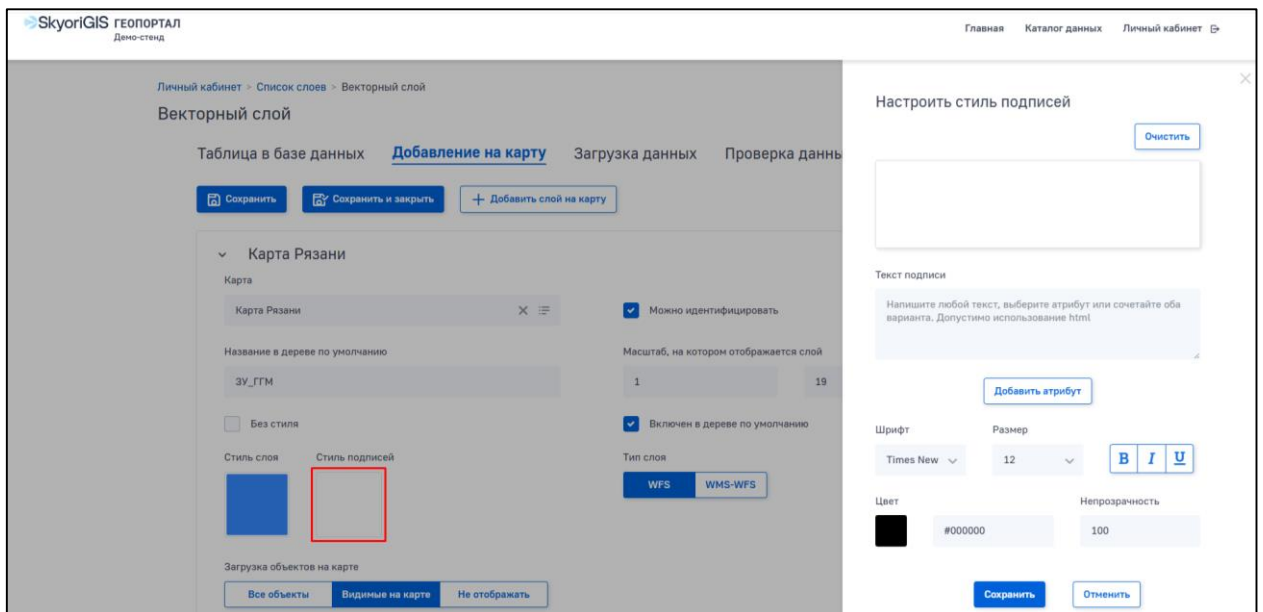 SkyoriGIS ГЕОПОРТАЛ
Демо-стенд
Главная Каталог данных Личный кабинет
Личный кабинет > Список слоев > Векторный слой
Векторный слой
Таблица в базе данных Добавление на карту Загрузка данных Проверка данны
Сохранить Сохранить и закрыть + Добавить слой на карту
Карта Рязани
Карта
Карта Рязани Можно идентифицировать
Название в дереве по умолчанию Масштаб, на котором отображается слой
ЗУ_ГГМ 1 19
Без стиля Включен в дереве по умолчанию
Стиль слоя Стиль подписей Тип слоя
WFS WMS-WFS
Загрузка объектов на карте
Все объекты Видимые на карте Не отображать
Настроить стиль подписей
Очистить
Текст подписи
Напишите любой текст, выберите атрибут или сочетайте оба
варианта. Допустимо использование html
Добавить атрибут
Шрифт Размер
Times New 12 B I U
Цвет Непрозрачность
#000000 100
Сохранить Отменить